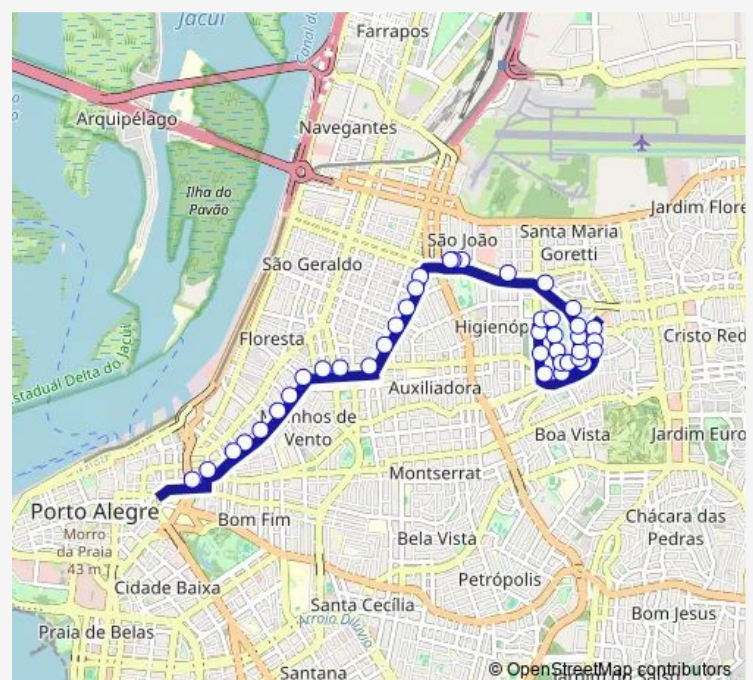 Jacuí
Canal do
Farrapos
Arquipélago
Navegantes
Ilha do
Pavão
Jardim Flore
São João
Santa Maria
Goretti
São Geraldo
Higienóp
Floresta
Cristo Red
estadual Delta do Jacuí
Auxiliadora
M nhos de
Vento
Boa Vista
Jardim Euro
Montserrat
Porto Alegre
Bom Fim
Chácara das
Pedras
Morro
da Praia
43 m
Bela Vista
Cidade Baixa
Petrópolis
Santa Cecília
Bom Jesus
Arroio Dilúvio
Praia de Belas
Santana
© OpenStreetMap contributors